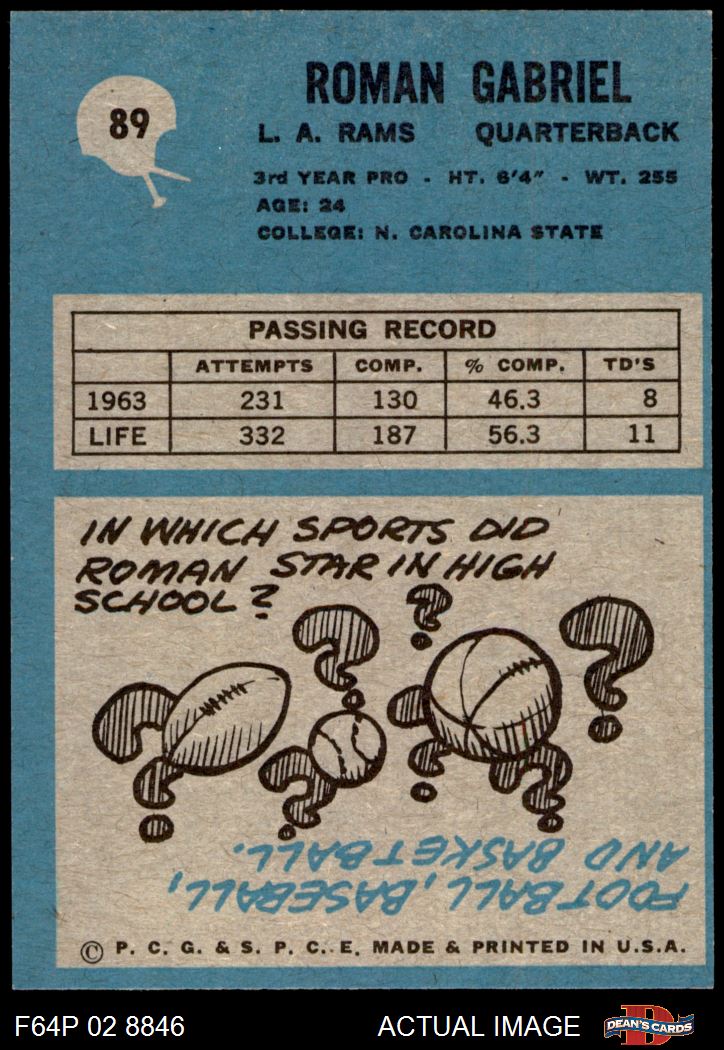 89
ROMAN GABRIEL
L. A. RAMS QUARTERBACK
3rd YEAR PRO - HT. 6'4" - WT. 255
AGE: 24
COLLEGE: N. CAROLINA STATE
PASSING RECORD
ATTEMPTS COMP. % COMP. TD'S
1963 231 130 46.3 8
LIFE 332 187 56.3 11
IN WHICH SPORTS DID
ROMAN STAR IN HIGH
SCHOOL?
FOOTBALL, BASEBALL,
AND BASKETBALL.
© P. C. G. & S. P. C. E. MADE & PRINTED IN U.S.A.
F64P 02 8846 ACTUAL IMAGE
D
DEAN'S CARDS